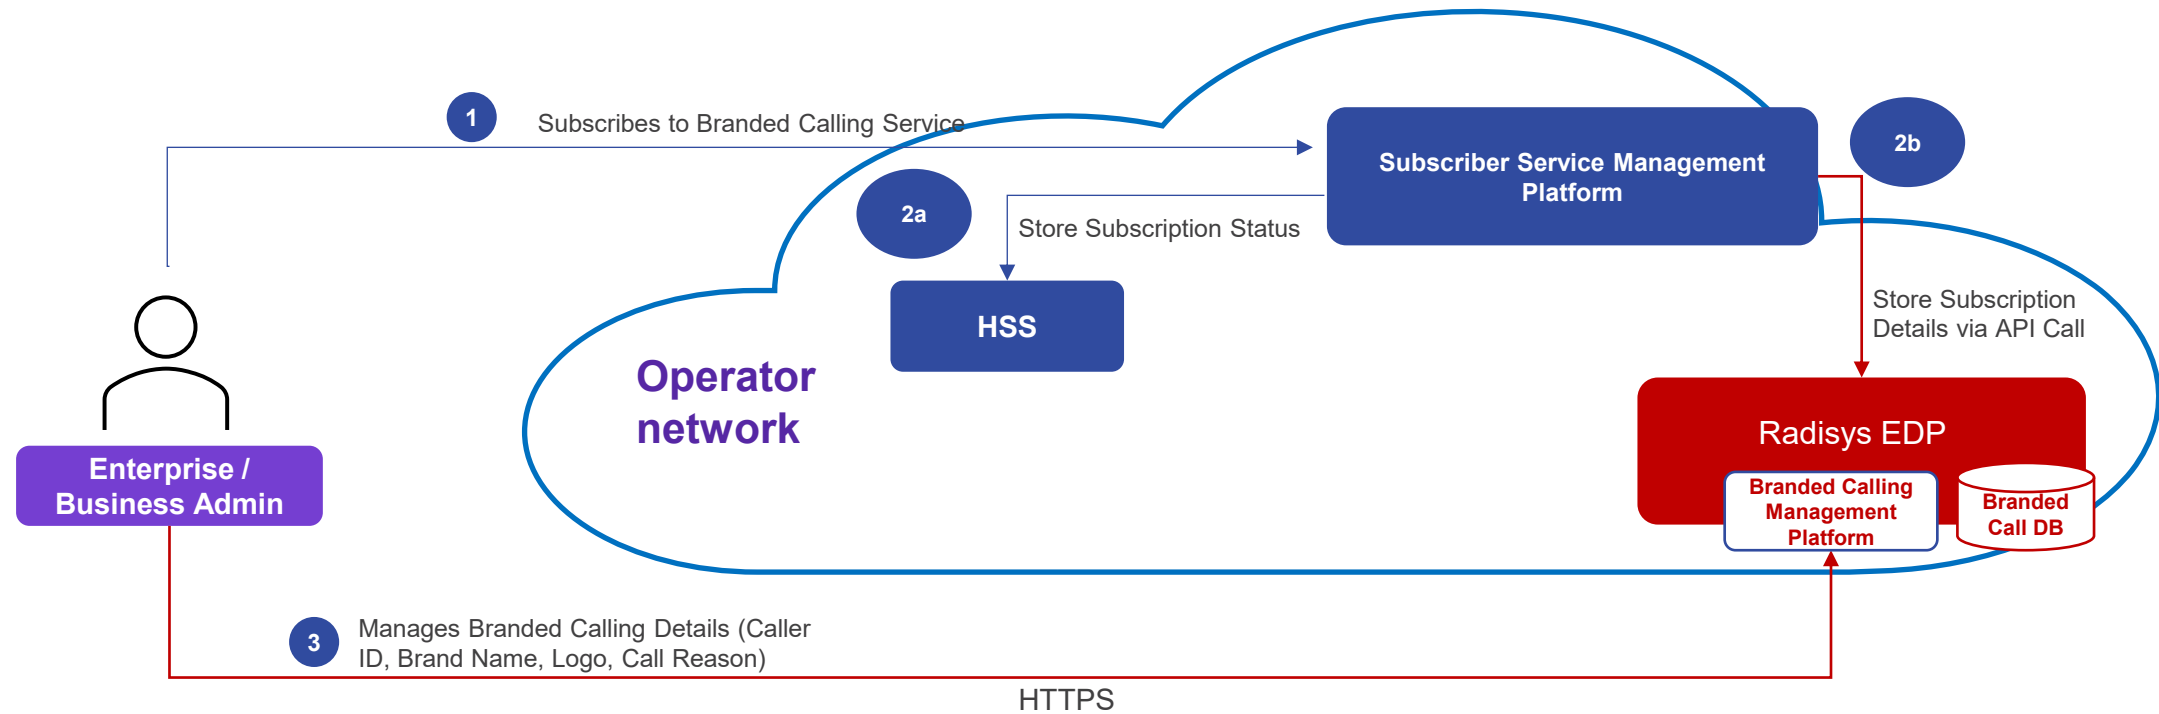 1
Subscribes to Branded Calling Service
Subscriber Service Management
Platform
2b
2a
Store Subscription Status
HSS
Store Subscription
Details via API Call
Operator
network
Radisys EDP
Enterprise /
Business Admin
Branded Calling
Management
Platform
Branded
Call DB
3
Manages Branded Calling Details (Caller
ID, Brand Name, Logo, Call Reason)
HTTPS